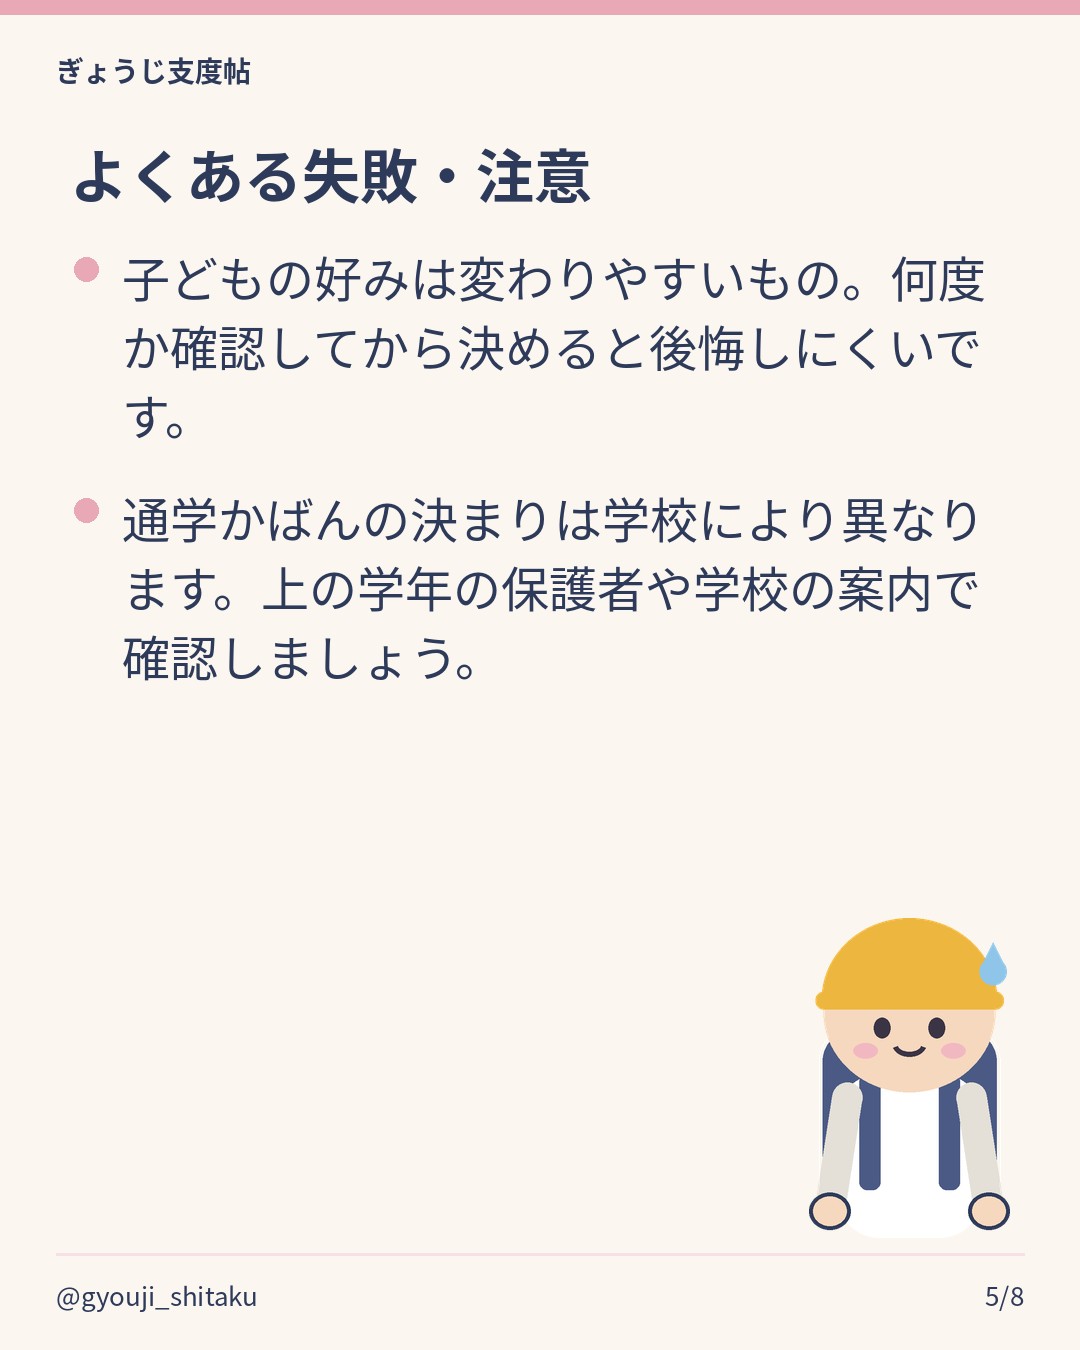 ぎょうじ支度帖
よくある失敗・注意
子どもの好みは変わりやすいもの。何度
か確認してから決めると後悔しにくいで
す。
通学かばんの決まりは学校により異なり
ます。上の学年の保護者や学校の案内で
確認しましょう。
@gyouji_shitaku
5/8